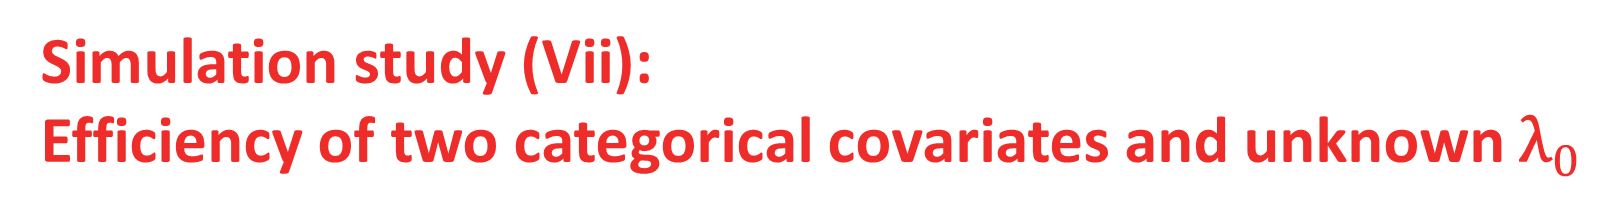 Simulation study (Vii):
Efficiency of two categorical covariates and unknown λ₀